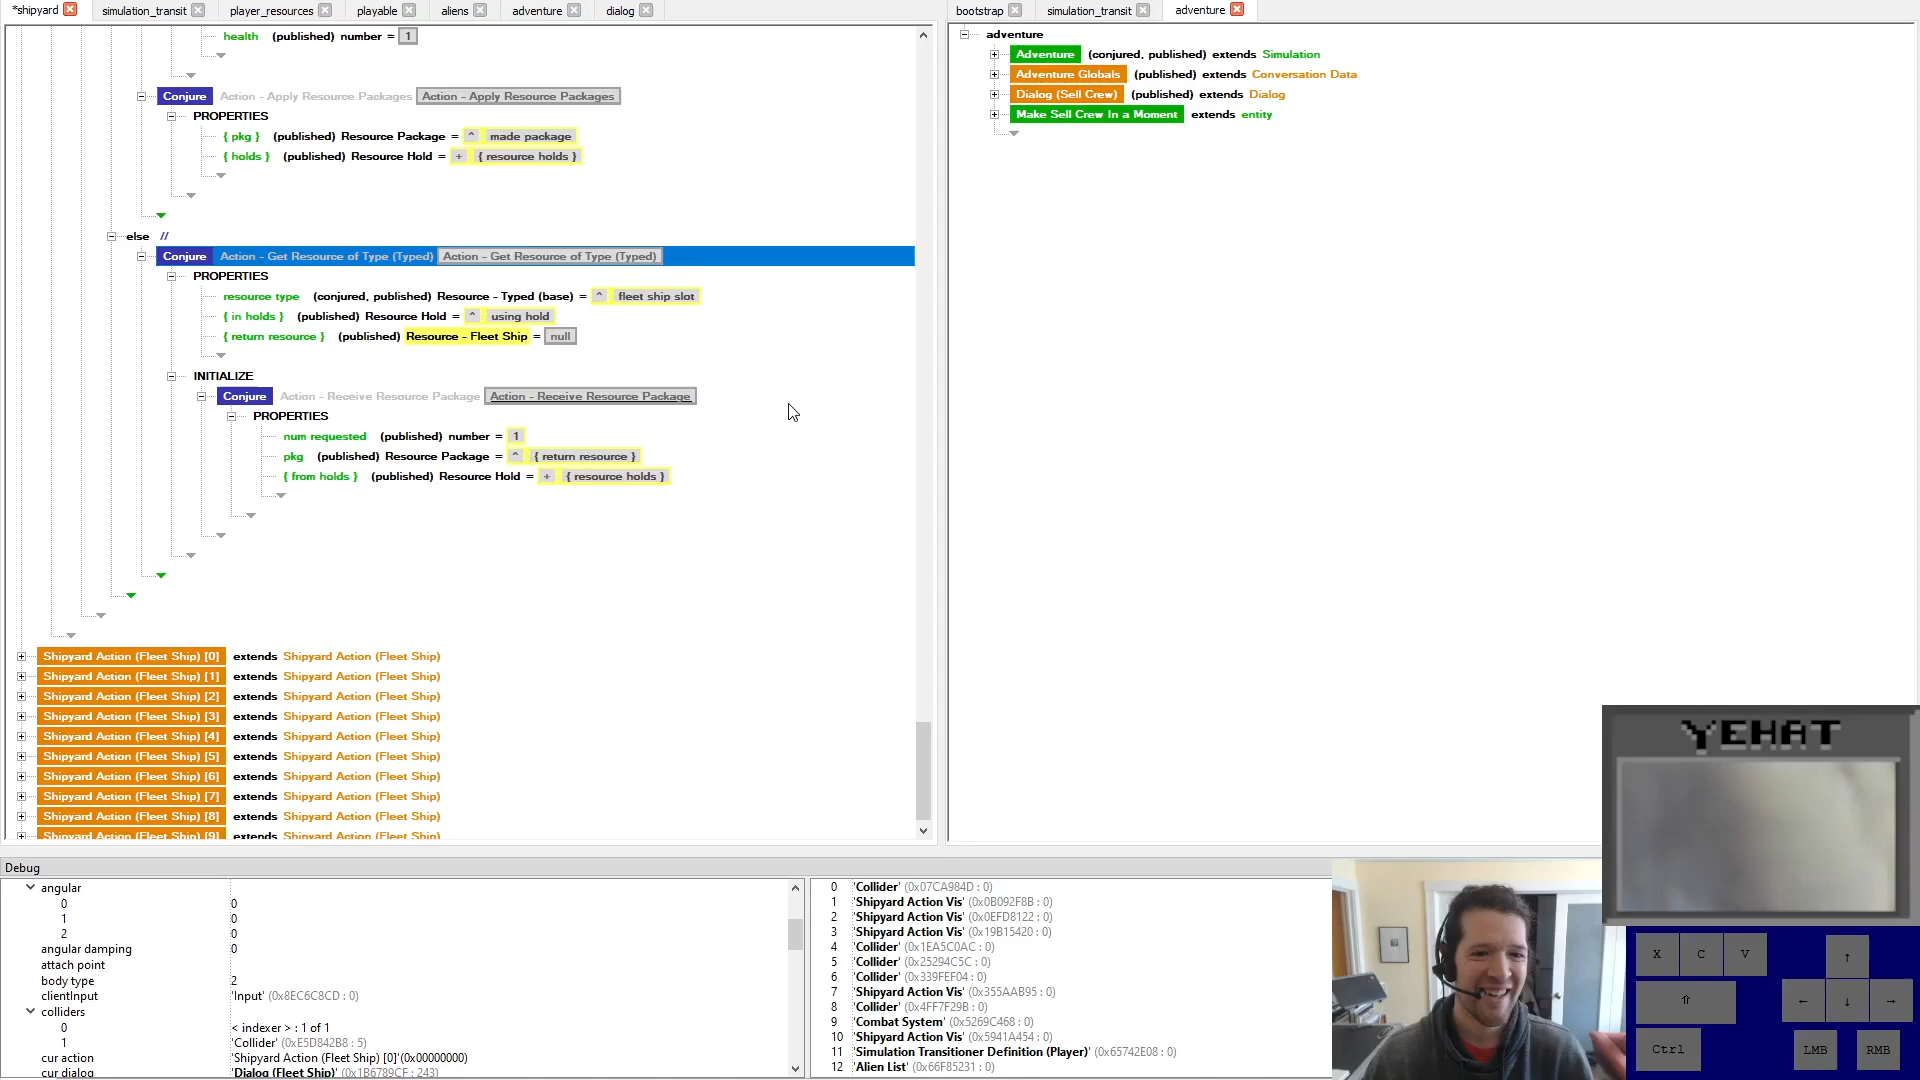 *shipyard simulation_transit player_resources playable aliens adventure dialog
bootstrap simulation_transit adventure
health (published) number = 1
Conjure Action - Apply Resource Packages Action - Apply Resource Packages
PROPERTIES
{ pkg } (published) Resource Package = ^ made package
{ holds } (published) Resource Hold = + { resource holds }
else //
Conjure Action - Get Resource of Type (Typed) Action - Get Resource of Type (Typed)
PROPERTIES
resource type (conjured, published) Resource - Typed (base) = ^ fleet ship slot
{ in holds } (published) Resource Hold = ^ using hold
{ return resource } (published) Resource - Fleet Ship = null
INITIALIZE
Conjure Action - Receive Resource Package Action - Receive Resource Package
PROPERTIES
num requested (published) number = 1
pkg (published) Resource Package = ^ { return resource }
{ from holds } (published) Resource Hold = + { resource holds }
Shipyard Action (Fleet Ship) [0] extends Shipyard Action (Fleet Ship)
Shipyard Action (Fleet Ship) [1] extends Shipyard Action (Fleet Ship)
Shipyard Action (Fleet Ship) [2] extends Shipyard Action (Fleet Ship)
Shipyard Action (Fleet Ship) [3] extends Shipyard Action (Fleet Ship)
Shipyard Action (Fleet Ship) [4] extends Shipyard Action (Fleet Ship)
Shipyard Action (Fleet Ship) [5] extends Shipyard Action (Fleet Ship)
Shipyard Action (Fleet Ship) [6] extends Shipyard Action (Fleet Ship)
Shipyard Action (Fleet Ship) [7] extends Shipyard Action (Fleet Ship)
Shipyard Action (Fleet Ship) [8] extends Shipyard Action (Fleet Ship)
Shipyard Action (Fleet Ship) [9] extends Shipyard Action (Fleet Ship)
adventure
Adventure (conjured, published) extends Simulation
Adventure Globals (published) extends Conversation Data
Dialog (Sell Crew) (published) extends Dialog
Make Sell Crew In a Moment extends entity
Debug
angular
0 0
1 0
2 0
angular damping 0
attach point
body type 2
clientInput 'Input' (0x8EC6C8CD : 0)
colliders
0 < indexer > : 1 of 1
1 'Collider' (0xE5D842B8 : 5)
cur action 'Shipyard Action (Fleet Ship) [0]'(0x00000000)
cur dialog 'Dialog (Fleet Ship)' (0x1B6789CF : 243)
0 'Collider' (0x07CA984D : 0)
1 'Shipyard Action Vis' (0x0B092F8B : 0)
2 'Shipyard Action Vis' (0x0EFD8122 : 0)
3 'Shipyard Action Vis' (0x19B15420 : 0)
4 'Collider' (0x1EA5C0AC : 0)
5 'Collider' (0x25294C5C : 0)
6 'Collider' (0x339FEF04 : 0)
7 'Shipyard Action Vis' (0x355AAB95 : 0)
8 'Collider' (0x4FF7F29B : 0)
9 'Combat System' (0x5269C468 : 0)
10 'Shipyard Action Vis' (0x5941A454 : 0)
11 'Simulation Transitioner Definition (Player)' (0x65742E08 : 0)
12 'Alien List' (0x66F85231 : 0)
YEHAT
X C V ↑
⇧ ← ↓ →
Ctrl LMB RMB